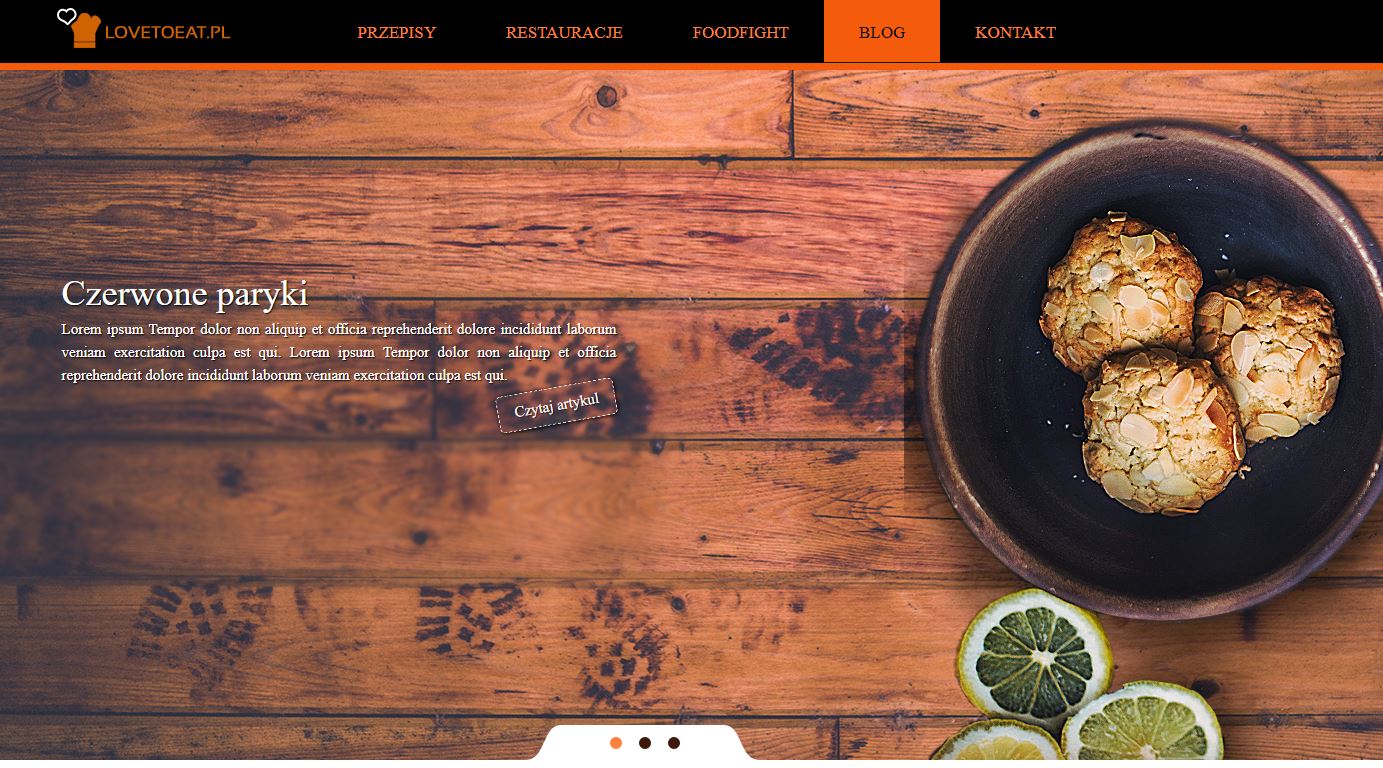 LOVETOEAT.PL
PRZEPISY RESTAURACJE FOODFIGHT BLOG KONTAKT
Czerwone paryki
Lorem ipsum Tempor dolor non aliquip et officia reprehenderit dolore incididunt laborum
veniam exercitation culpa est qui. Lorem ipsum Tempor dolor non aliquip et officia
reprehenderit dolore incididunt laborum veniam exercitation culpa est qui.
Czytaj artykul